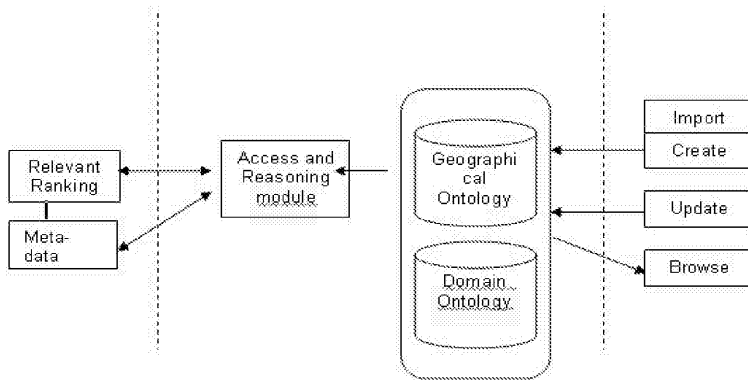 Relevant
Ranking
Meta-
data
Access and
Reasoning
module
Geographi
cal
Ontology
Domain
Ontology
Import
Create
Update
Browse